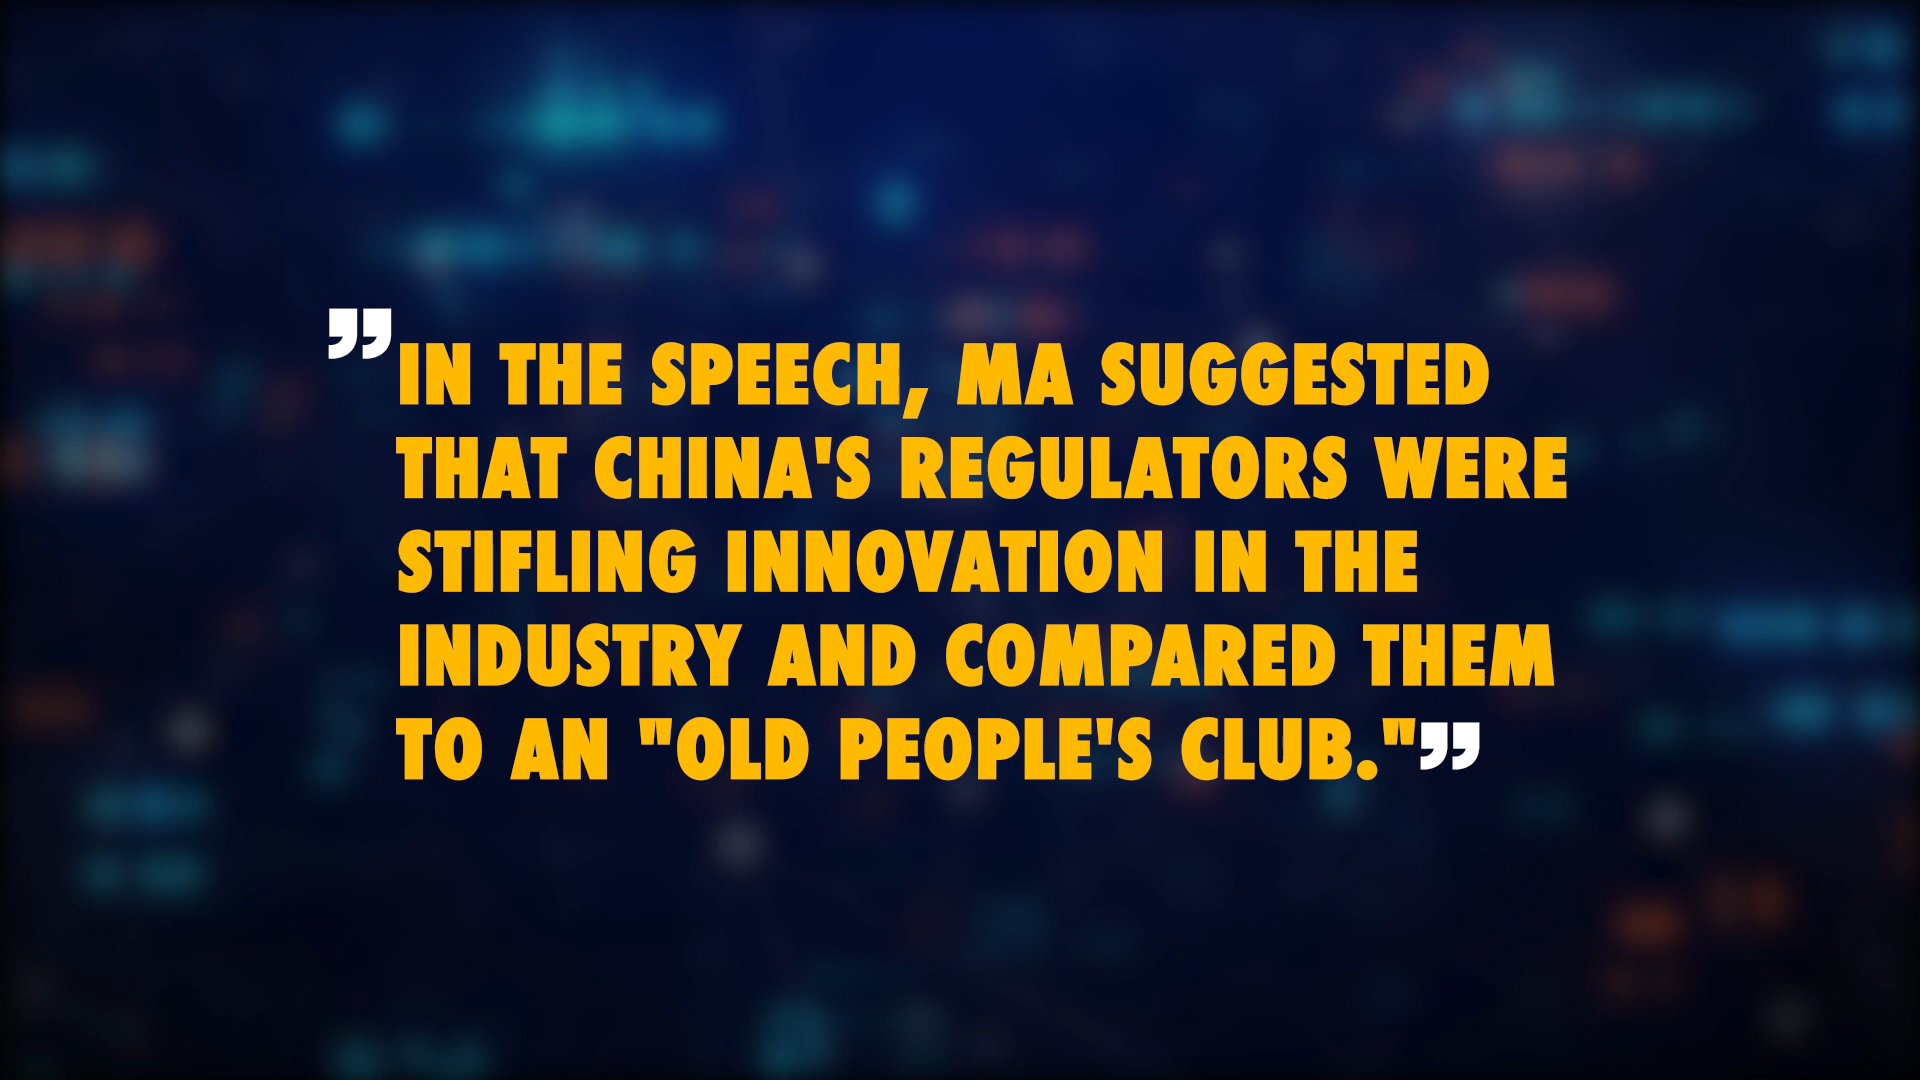 ”IN THE SPEECH, MA SUGGESTED
THAT CHINA'S REGULATORS WERE
STIFLING INNOVATION IN THE
INDUSTRY AND COMPARED THEM
TO AN "OLD PEOPLE'S CLUB."”